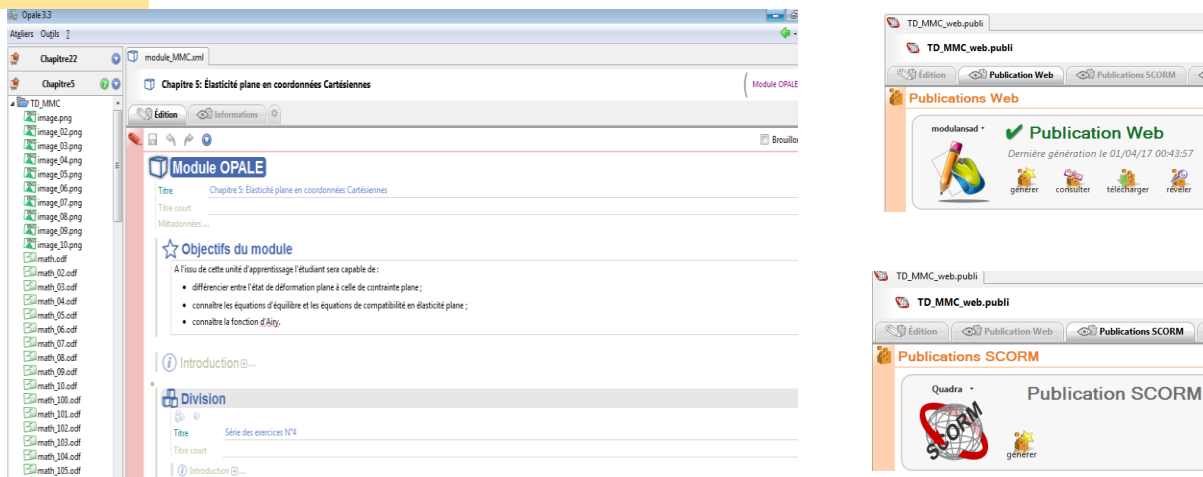 Opale 3.3
Ateliers Outils ?
Chapitre22
Chapitre5
TD_MMC
image.png
image_02.png
image_03.png
image_04.png
image_05.png
image_06.png
image_07.png
image_08.png
image_09.png
image_10.png
math.odf
math_02.odf
math_03.odf
math_04.odf
math_05.odf
math_06.odf
math_07.odf
math_08.odf
math_09.odf
math_10.odf
math_100.odf
math_101.odf
math_102.odf
math_103.odf
math_104.odf
math_105.odf
module_MMC.xml
Chapitre 5: Élasticité plane en coordonnées Cartésiennes
Module OPALE
Édition Informations
Brouillon
Module OPALE
Titre Chapitre 5: Élasticité plane en coordonnées Cartésiennes
Titre court
Métadonnées ...
Objectifs du module
A l'issu de cette unité d'apprentissage l'étudiant sera capable de :
• différencier entre l'état de déformation plane à celle de contrainte plane ;
• connaître les équations d'équilibre et les équations de compatibilité en élasticité plane ;
• connaître la fonction d'Airy.
Introduction ...
Division
Titre Série des exercices N°4
Titre court
Introduction ...
TD_MMC_web.publi
TD_MMC_web.publi
Édition Publication Web Publications SCORM
Publications Web
modulansad
Publication Web
Dernière génération le 01/04/17 00:43:57
générer consulter télécharger révéler
TD_MMC_web.publi
TD_MMC_web.publi
Édition Publication Web Publications SCORM
Publications SCORM
Quadra
Publication SCORM
SCORM
générer